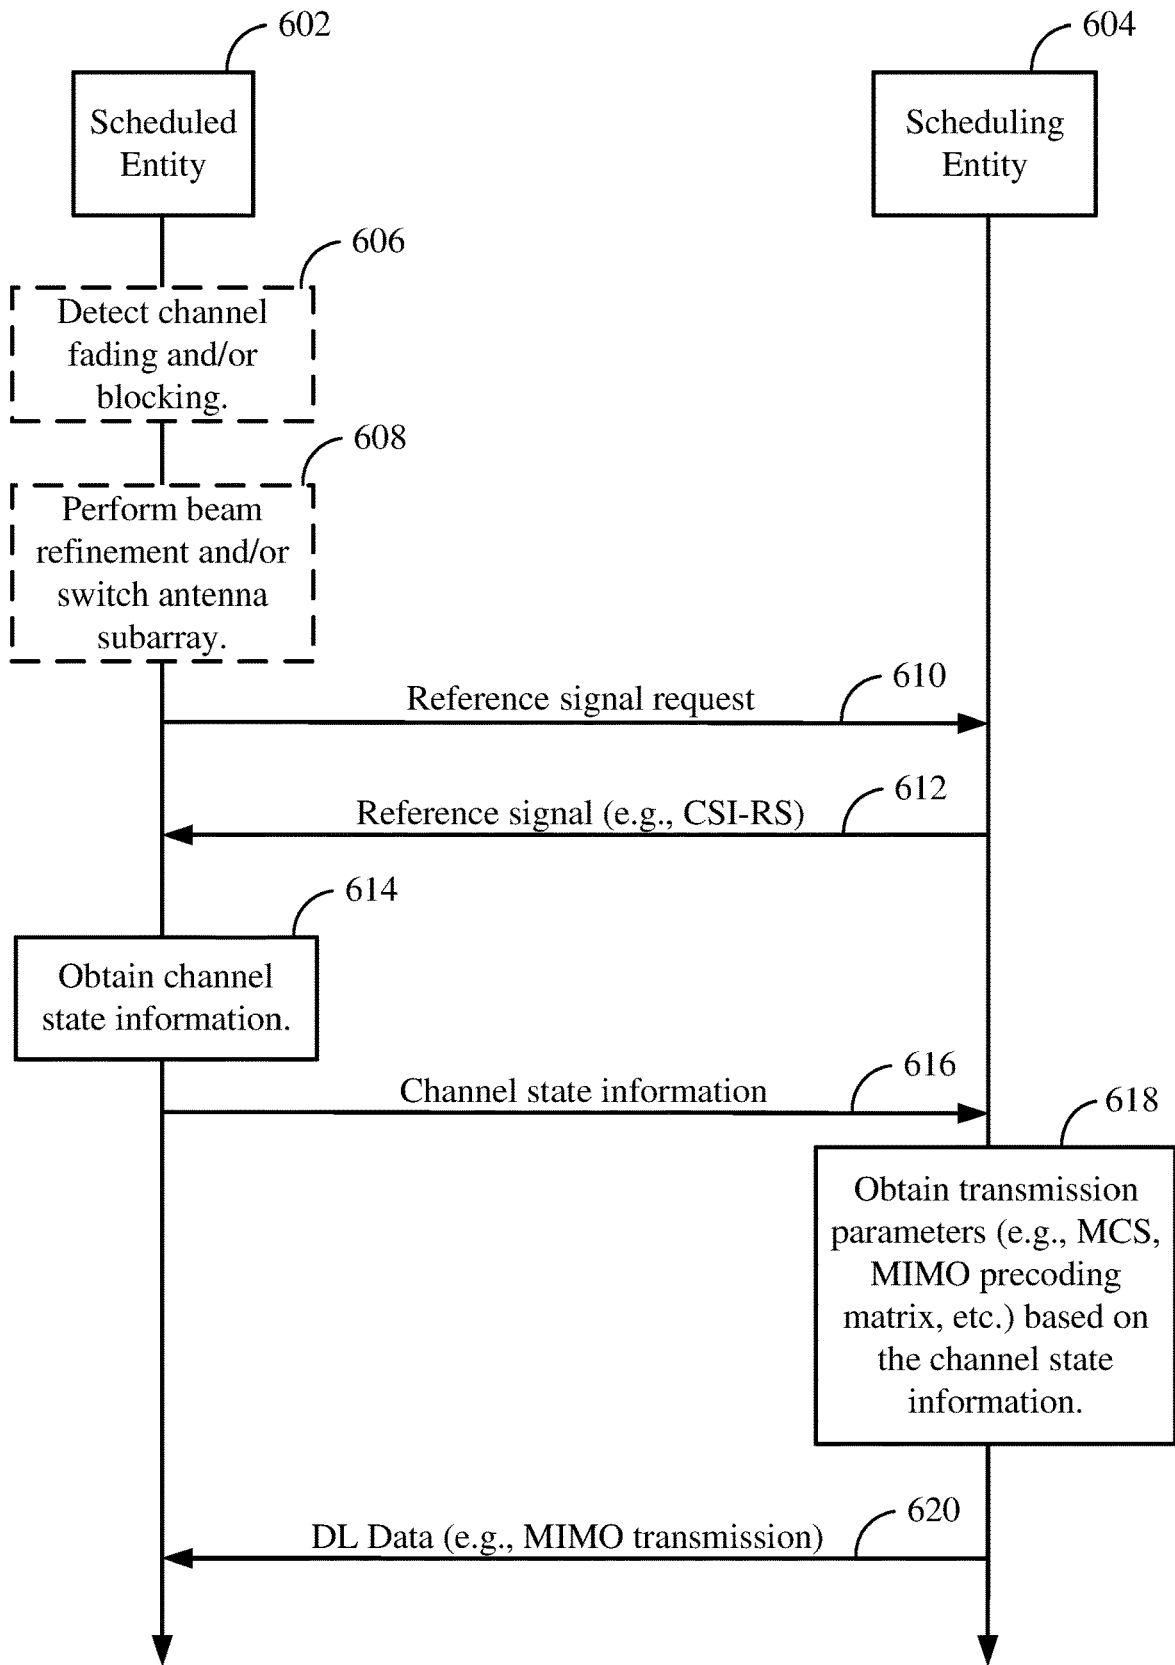 602
604
Scheduled
Entity
Scheduling
Entity
606
Detect channel
fading and/or
blocking.
608
Perform beam
refinement and/or
switch antenna
subarray.
610
Reference signal request
612
Reference signal (e.g., CSI-RS)
614
Obtain channel
state information.
616
Channel state information
618
Obtain transmission
parameters (e.g., MCS,
MIMO precoding
matrix, etc.) based on
the channel state
information.
620
DL Data (e.g., MIMO transmission)